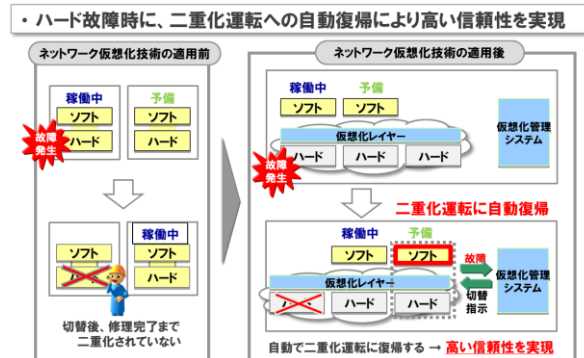 ・ ハード故障時に、二重化運転への自動復帰により高い信頼性を実現
ネットワーク仮想化技術の適用前
稼働中
予備
ソフト
ソフト
ハード
ハード
故障
発生
稼働中
ソフト
ソフト
ハード
ハード
切替後、修理完了まで
二重化されていない
ネットワーク仮想化技術の適用後
稼働中
予備
ソフト
ソフト
仮想化レイヤー
ハード
ハード
ハード
故障
発生
仮想化管理
システム
二重化運転に自動復帰
稼働中
予備
ソフト
ソフト
仮想化レイヤー
ハード
ハード
ハード
故障
切替
指示
仮想化管理
システム
自動で二重化運転に復帰する → 高い信頼性を実現